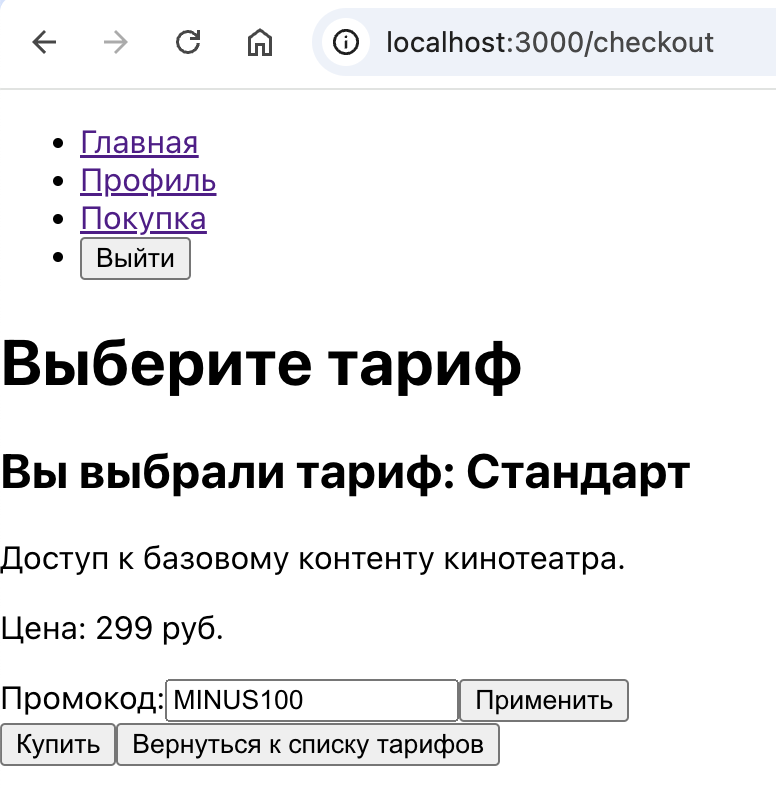 localhost:3000/checkout
Главная
Профиль
Покупка
Выйти
Выберите тариф
Вы выбрали тариф: Стандарт
Доступ к базовому контенту кинотеатра.
Цена: 299 руб.
Промокод: MINUS100 Применить
Купить Вернуться к списку тарифов